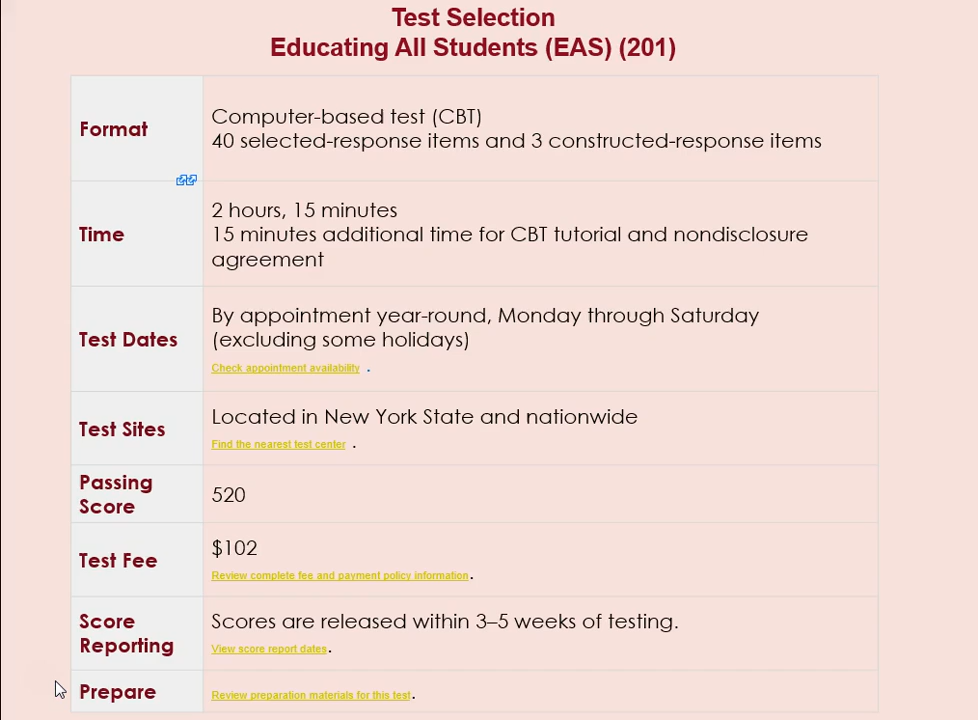 Test Selection
Educating All Students (EAS) (201)
Format
Computer-based test (CBT)
40 selected-response items and 3 constructed-response items
Time
2 hours, 15 minutes
15 minutes additional time for CBT tutorial and nondisclosure
agreement
Test Dates
By appointment year-round, Monday through Saturday
(excluding some holidays)
Check appointment availability .
Test Sites
Located in New York State and nationwide
Find the nearest test center .
Passing
Score
520
Test Fee
$102
Review complete fee and payment policy information.
Score
Reporting
Scores are released within 3–5 weeks of testing.
View score report dates.
Prepare
Review preparation materials for this test.